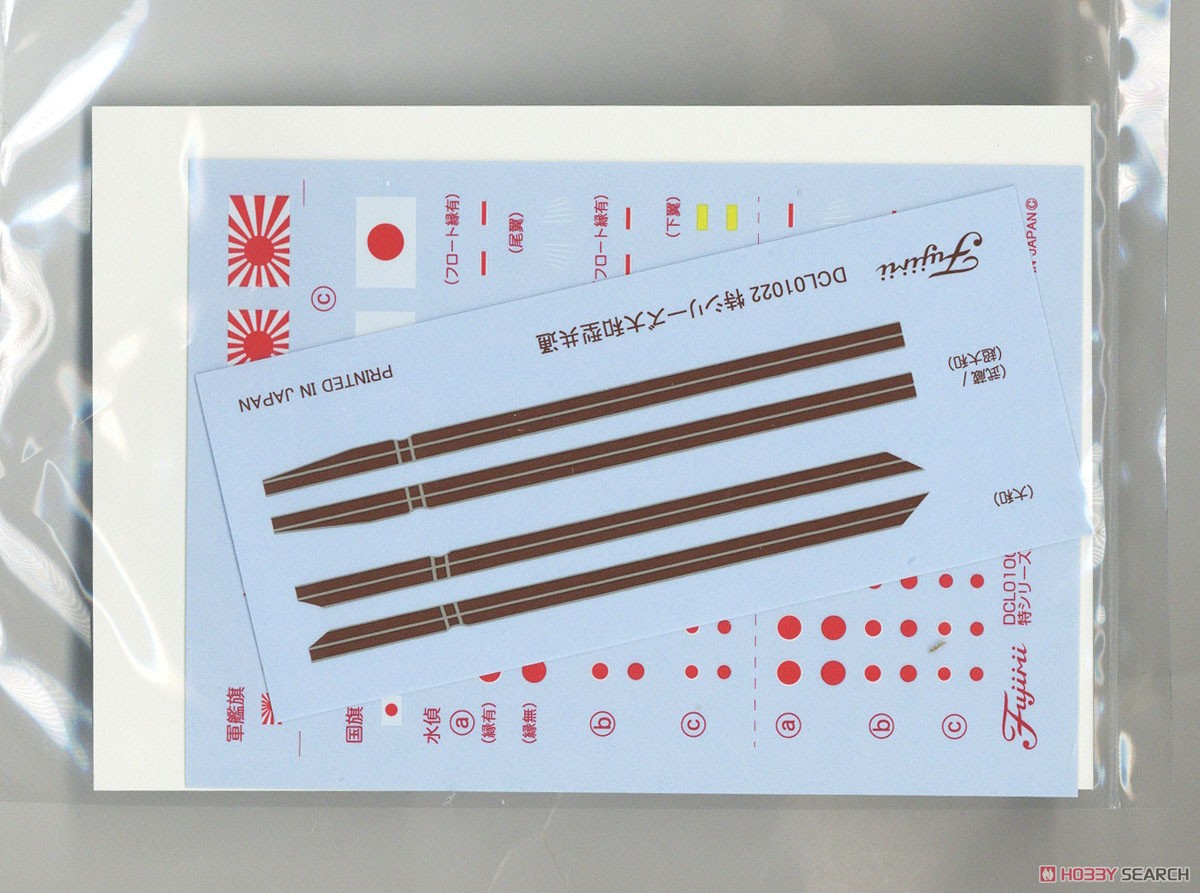 Fujimi
DCL01022 特シリーズ大和型共通
PRINTED IN JAPAN
(武蔵/
(超大和)
(大和)
(フロート縁有)
(尾翼)
(フロート縁有)
(下翼)
IN JAPAN©
ⓒ
軍艦旗
国旗
水偵
ⓐ
(縁有)
(縁無)
ⓑ
ⓒ
ⓐ
ⓑ
ⓒ
Fujimi
DCL010
特シリーズ
HOBBY SEARCH